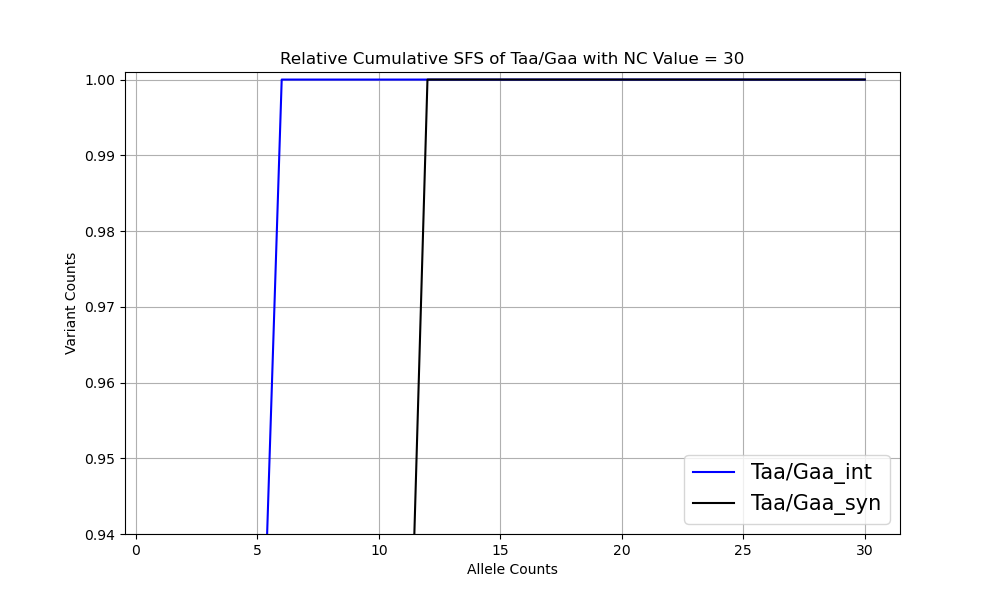 Relative Cumulative SFS of Taa/Gaa with NC Value = 30
1.00
0.99
0.98
0.97
0.96
0.95
0.94
Variant Counts
0 5 10 15 20 25 30
Allele Counts
Taa/Gaa_int
Taa/Gaa_syn